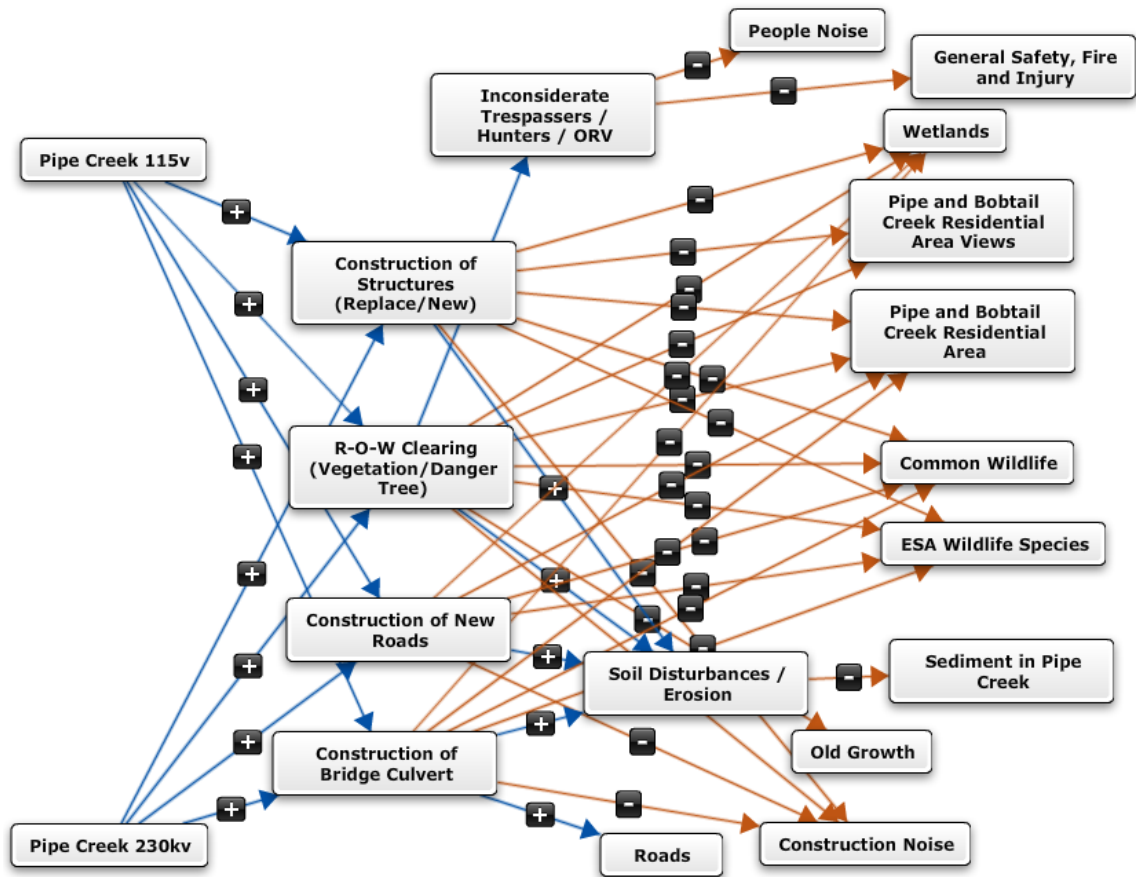 People Noise
General Safety, Fire
and Injury
Inconsiderate
Trespassers /
Hunters / ORV
Wetlands
Pipe Creek 115v
Pipe and Bobtail
Creek Residential
Area Views
Construction of
Structures
(Replace/New)
Pipe and Bobtail
Creek Residential
Area
R-O-W Clearing
(Vegetation/Danger
Tree)
Common Wildlife
ESA Wildlife Species
Construction of New
Roads
Soil Disturbances /
Erosion
Sediment in Pipe
Creek
Construction of
Bridge Culvert
Old Growth
Pipe Creek 230kv
Roads
Construction Noise